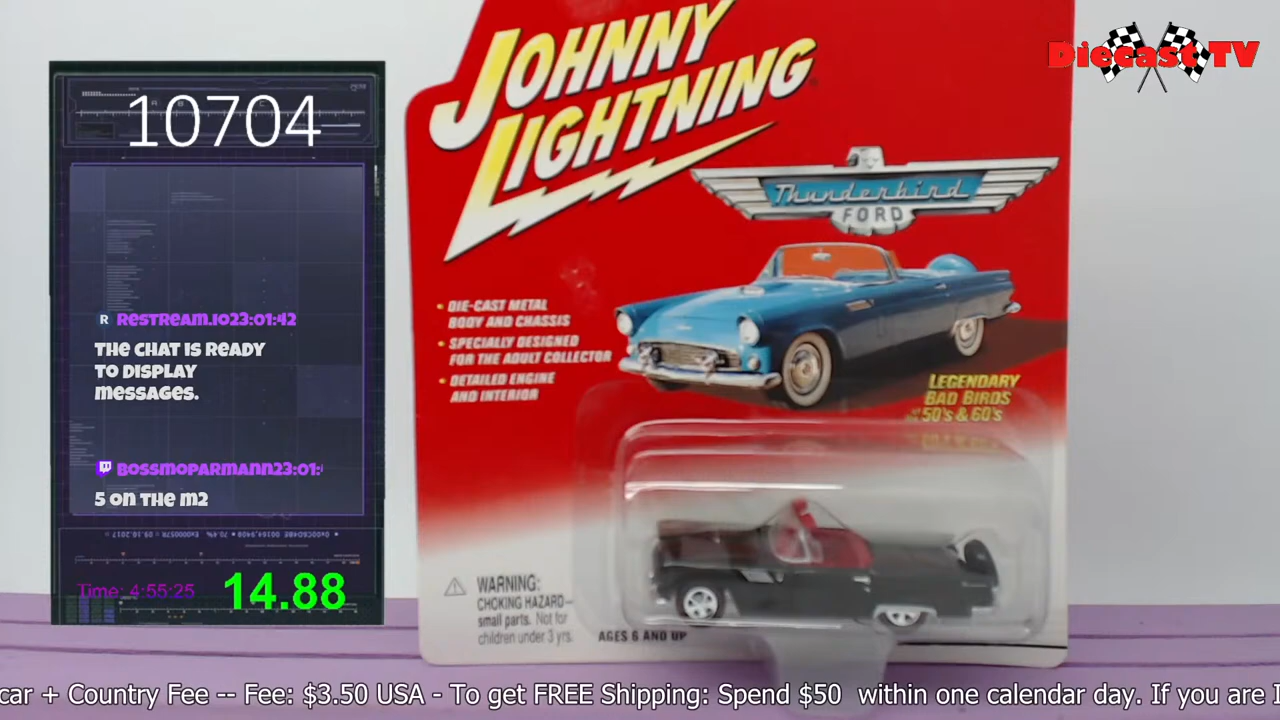 10704
Restream.io23:01:42
The chat is ready
to display
messages.
BossMoparMann23:01:
5 on the m2
Time: 4:55:25
14.88
JOHNNY
LIGHTNING
Thunderbird
FORD
• DIE-CAST METAL
BODY AND CHASSIS
• SPECIALLY DESIGNED
FOR THE ADULT COLLECTOR
• DETAILED ENGINE
AND INTERIOR
LEGENDARY
BAD BIRDS
50's & 60's
WARNING:
CHOKING HAZARD—
small parts. Not for
children under 3 yrs.
AGES 6 AND UP
Diecast TV
car + Country Fee -- Fee: $3.50 USA - To get FREE Shipping: Spend $50 within one calendar day. If you are